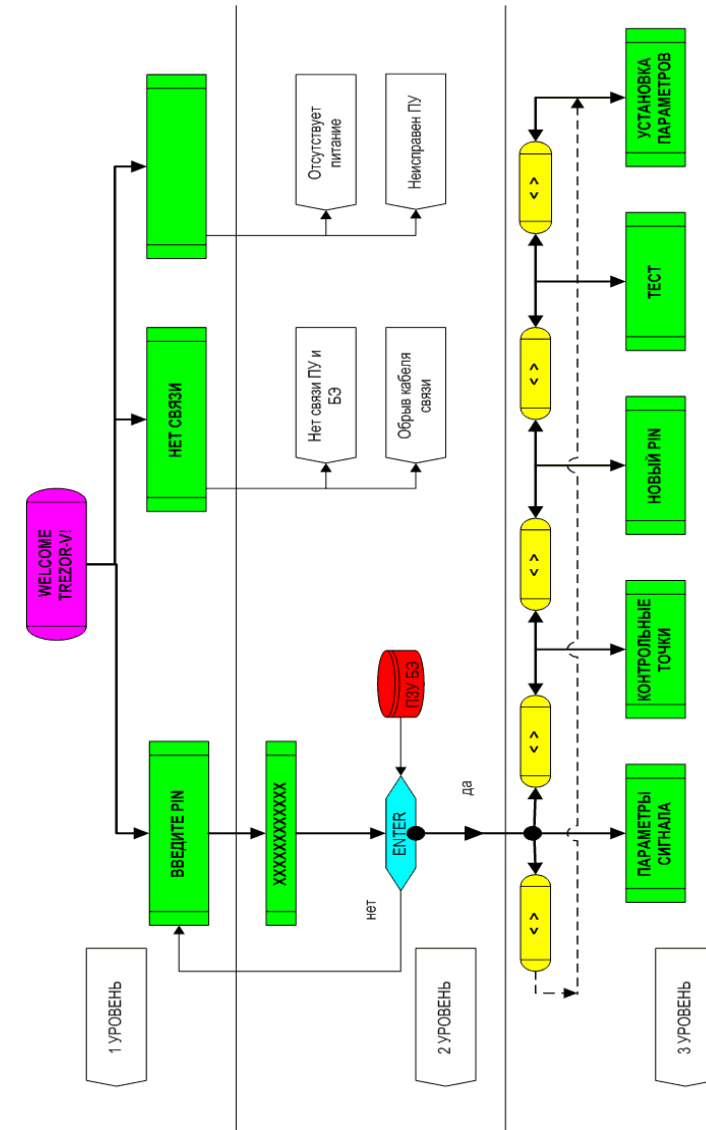 WELCOME
TREZOR-V!
1 УРОВЕНЬ
ВВЕДИТЕ PIN
НЕТ СВЯЗИ
2 УРОВЕНЬ
XXXXXXXXXXXXX
нет
ENTER
ПЗУ БЭ
да
Нет связи ПУ и
БЭ
Обрыв кабеля
связи
Отсутствует
питание
Неисправен ПУ
3 УРОВЕНЬ
< >
< >
< >
< >
< >
ПАРАМЕТРЫ
СИГНАЛА
КОНТРОЛЬНЫЕ
ТОЧКИ
НОВЫЙ PIN
ТЕСТ
УСТАНОВКА
ПАРАМЕТРОВ